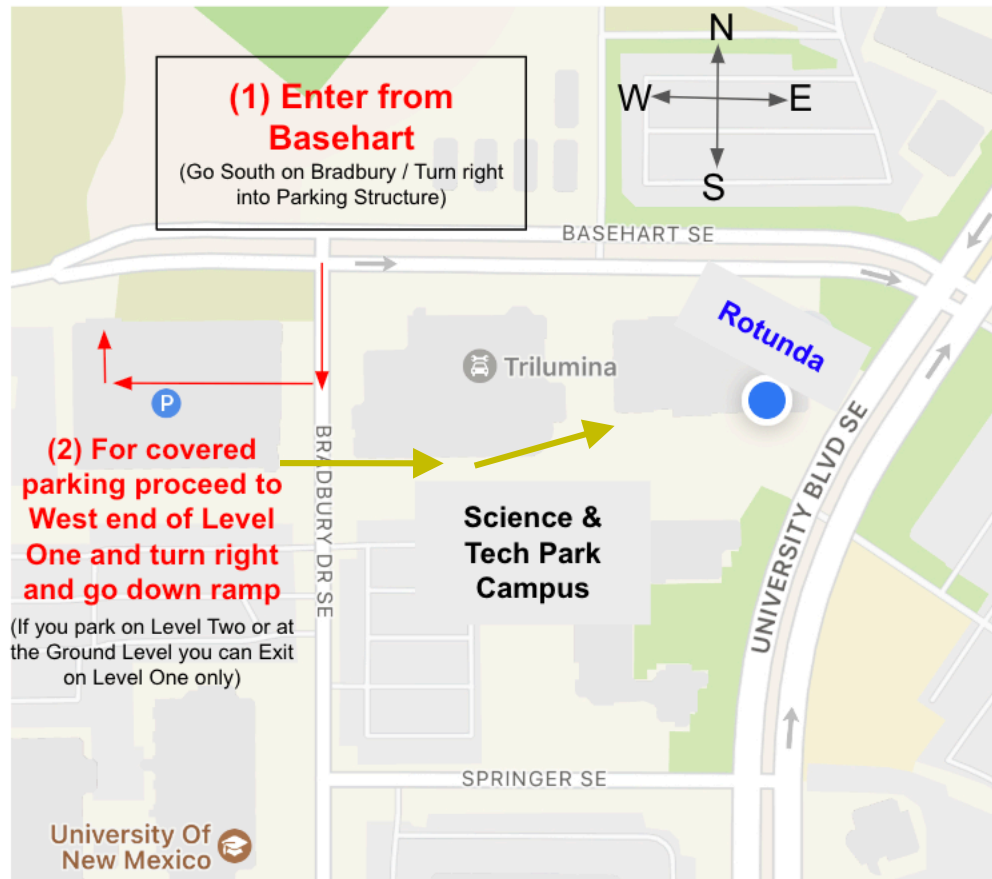 (1) Enter from
Basehart
(Go South on Bradbury / Turn right
into Parking Structure)
N
W
E
S
BASEHART SE
Rotunda
Trilumina
P
(2) For covered
parking proceed to
West end of Level
One and turn right
and go down ramp
(If you park on Level Two or at
the Ground Level you can Exit
on Level One only)
BRADBURY DR SE
Science &
Tech Park
Campus
UNIVERSITY BLVD SE
SPRINGER SE
University Of
New Mexico